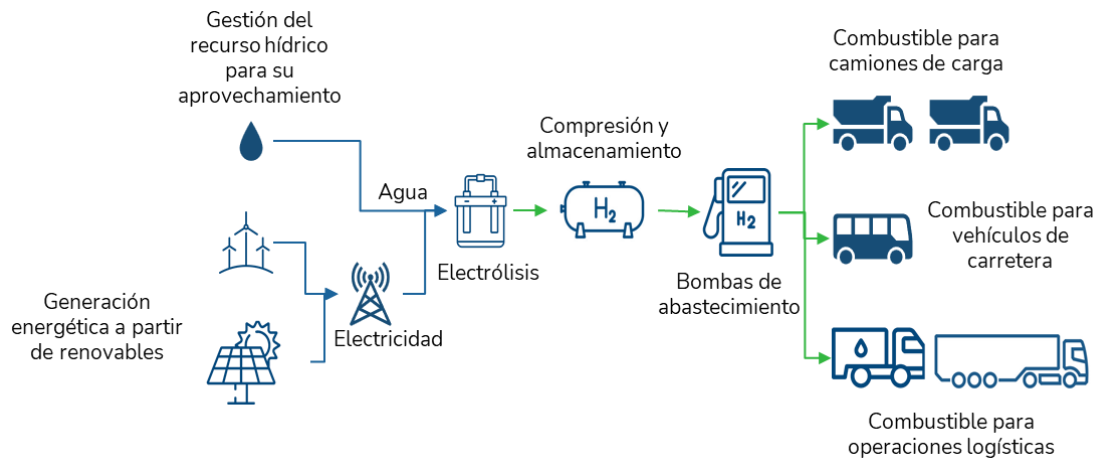 Gestión del
recurso hídrico
para su
aprovechamiento
Agua
Generación
energética a partir
de renovables
Electricidad
- +
Electrólisis
Compresión y
almacenamiento
H2
H2
Bombas de
abastecimiento
Combustible para
camiones de carga
Combustible para
vehículos de
carretera
Combustible para
operaciones logísticas